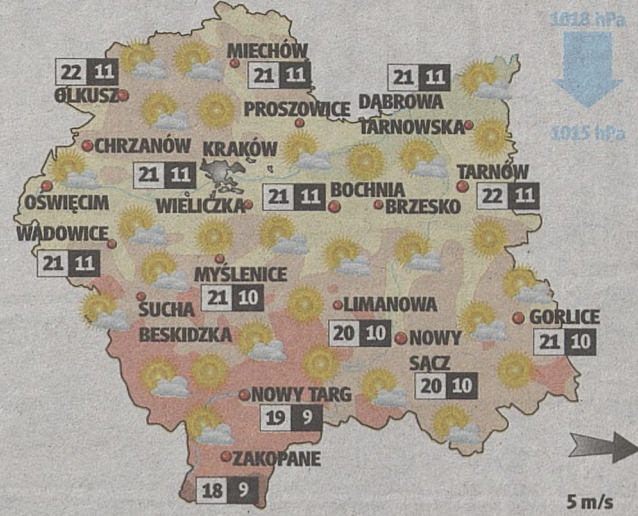 1018 hPa
MIECHÓW
22 11
21 11
21 11
OLKUSZ
PROSZOWICE
DĄBROWA
TARNOWSKA
1015 hPa
CHRZANÓW
KRAKÓW
21 11
TARNÓW
21 11
BOCHNIA
22 11
OŚWIĘCIM
WIELICZKA
BRZESKO
WADOWICE
21 11
MYŚLENICE
21 10
SUCHA
BESKIDZKA
LIMANOWA
20 10
GORLICE
21 10
NOWY
SĄCZ
20 10
NOWY TARG
19 9
ZAKOPANE
18 9
5 m/s